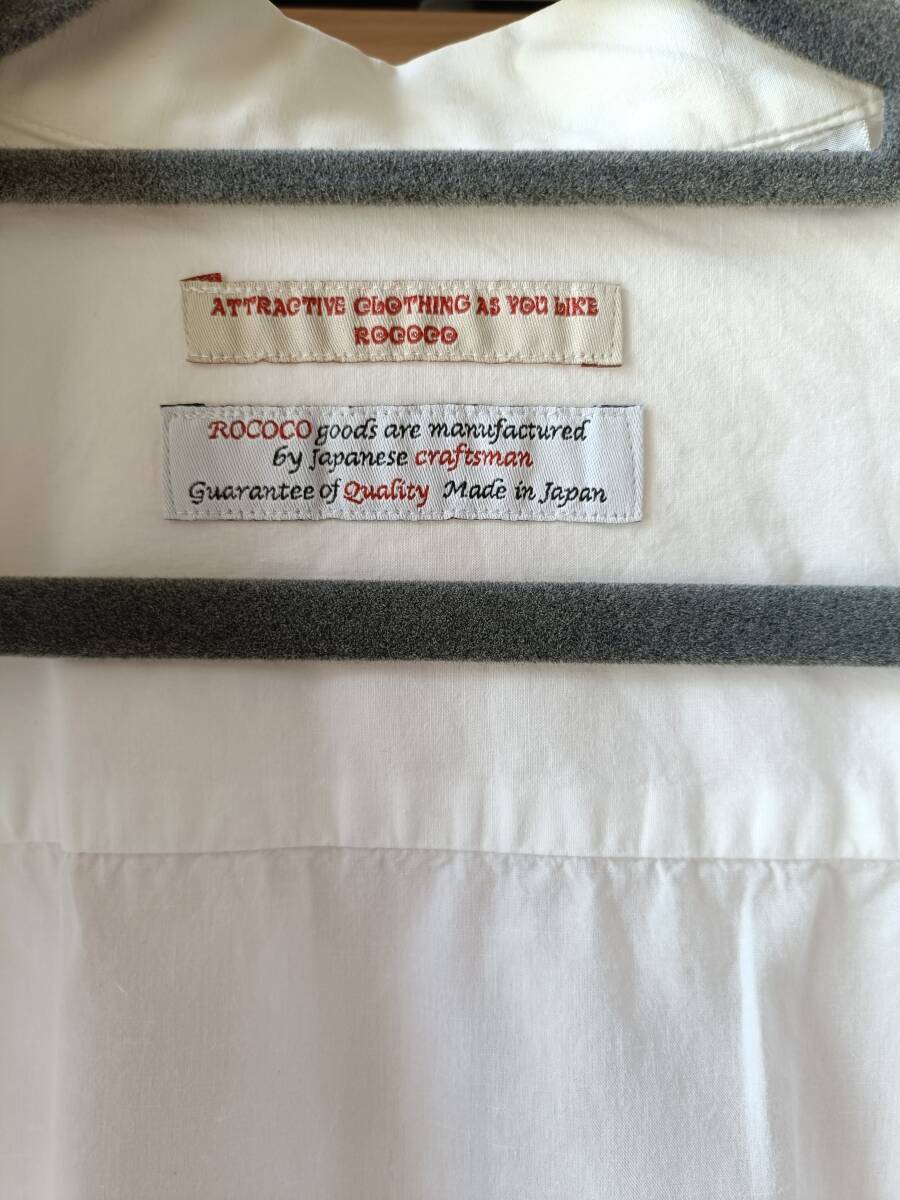 ATTRACTIVE CLOTHING AS YOU LIKE
ROCOCO
ROCOCO goods are manufactured
by Japanese craftsman
Guarantee of Quality Made in Japan